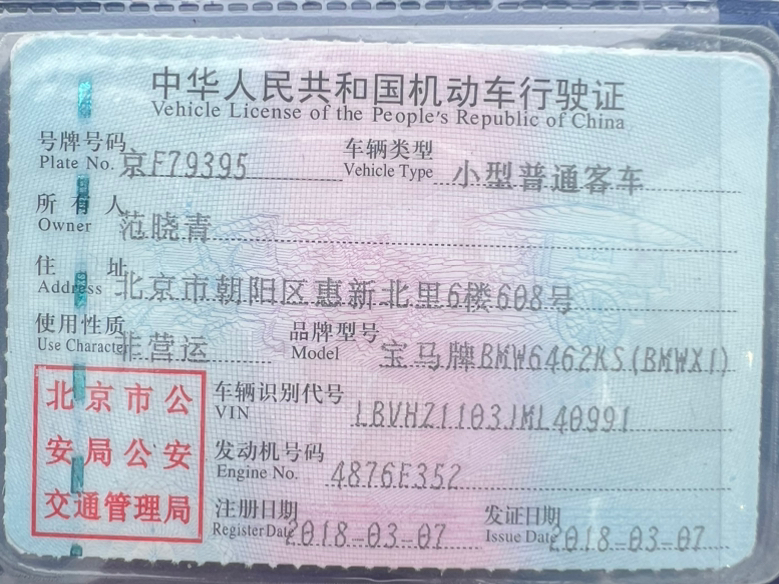 中华人民共和国机动车行驶证
Vehicle License of the People's Republic of China
号牌号码 京F79395 车辆类型 小型普通客车
Plate No. Vehicle Type
所有人 范晓青
Owner
住址 北京市朝阳区惠新北里6楼608号
Address
使用性质 非营运 品牌型号 宝马牌BMW6462KS(BMWX1)
Use Character Model
北京市公
安局公安
交通管理局
车辆识别代号 LBVHZ1103JML40991
VIN
发动机号码 4876E352
Engine No.
注册日期 2018-03-07 发证日期 2018-03-07
Register Date Issue Date